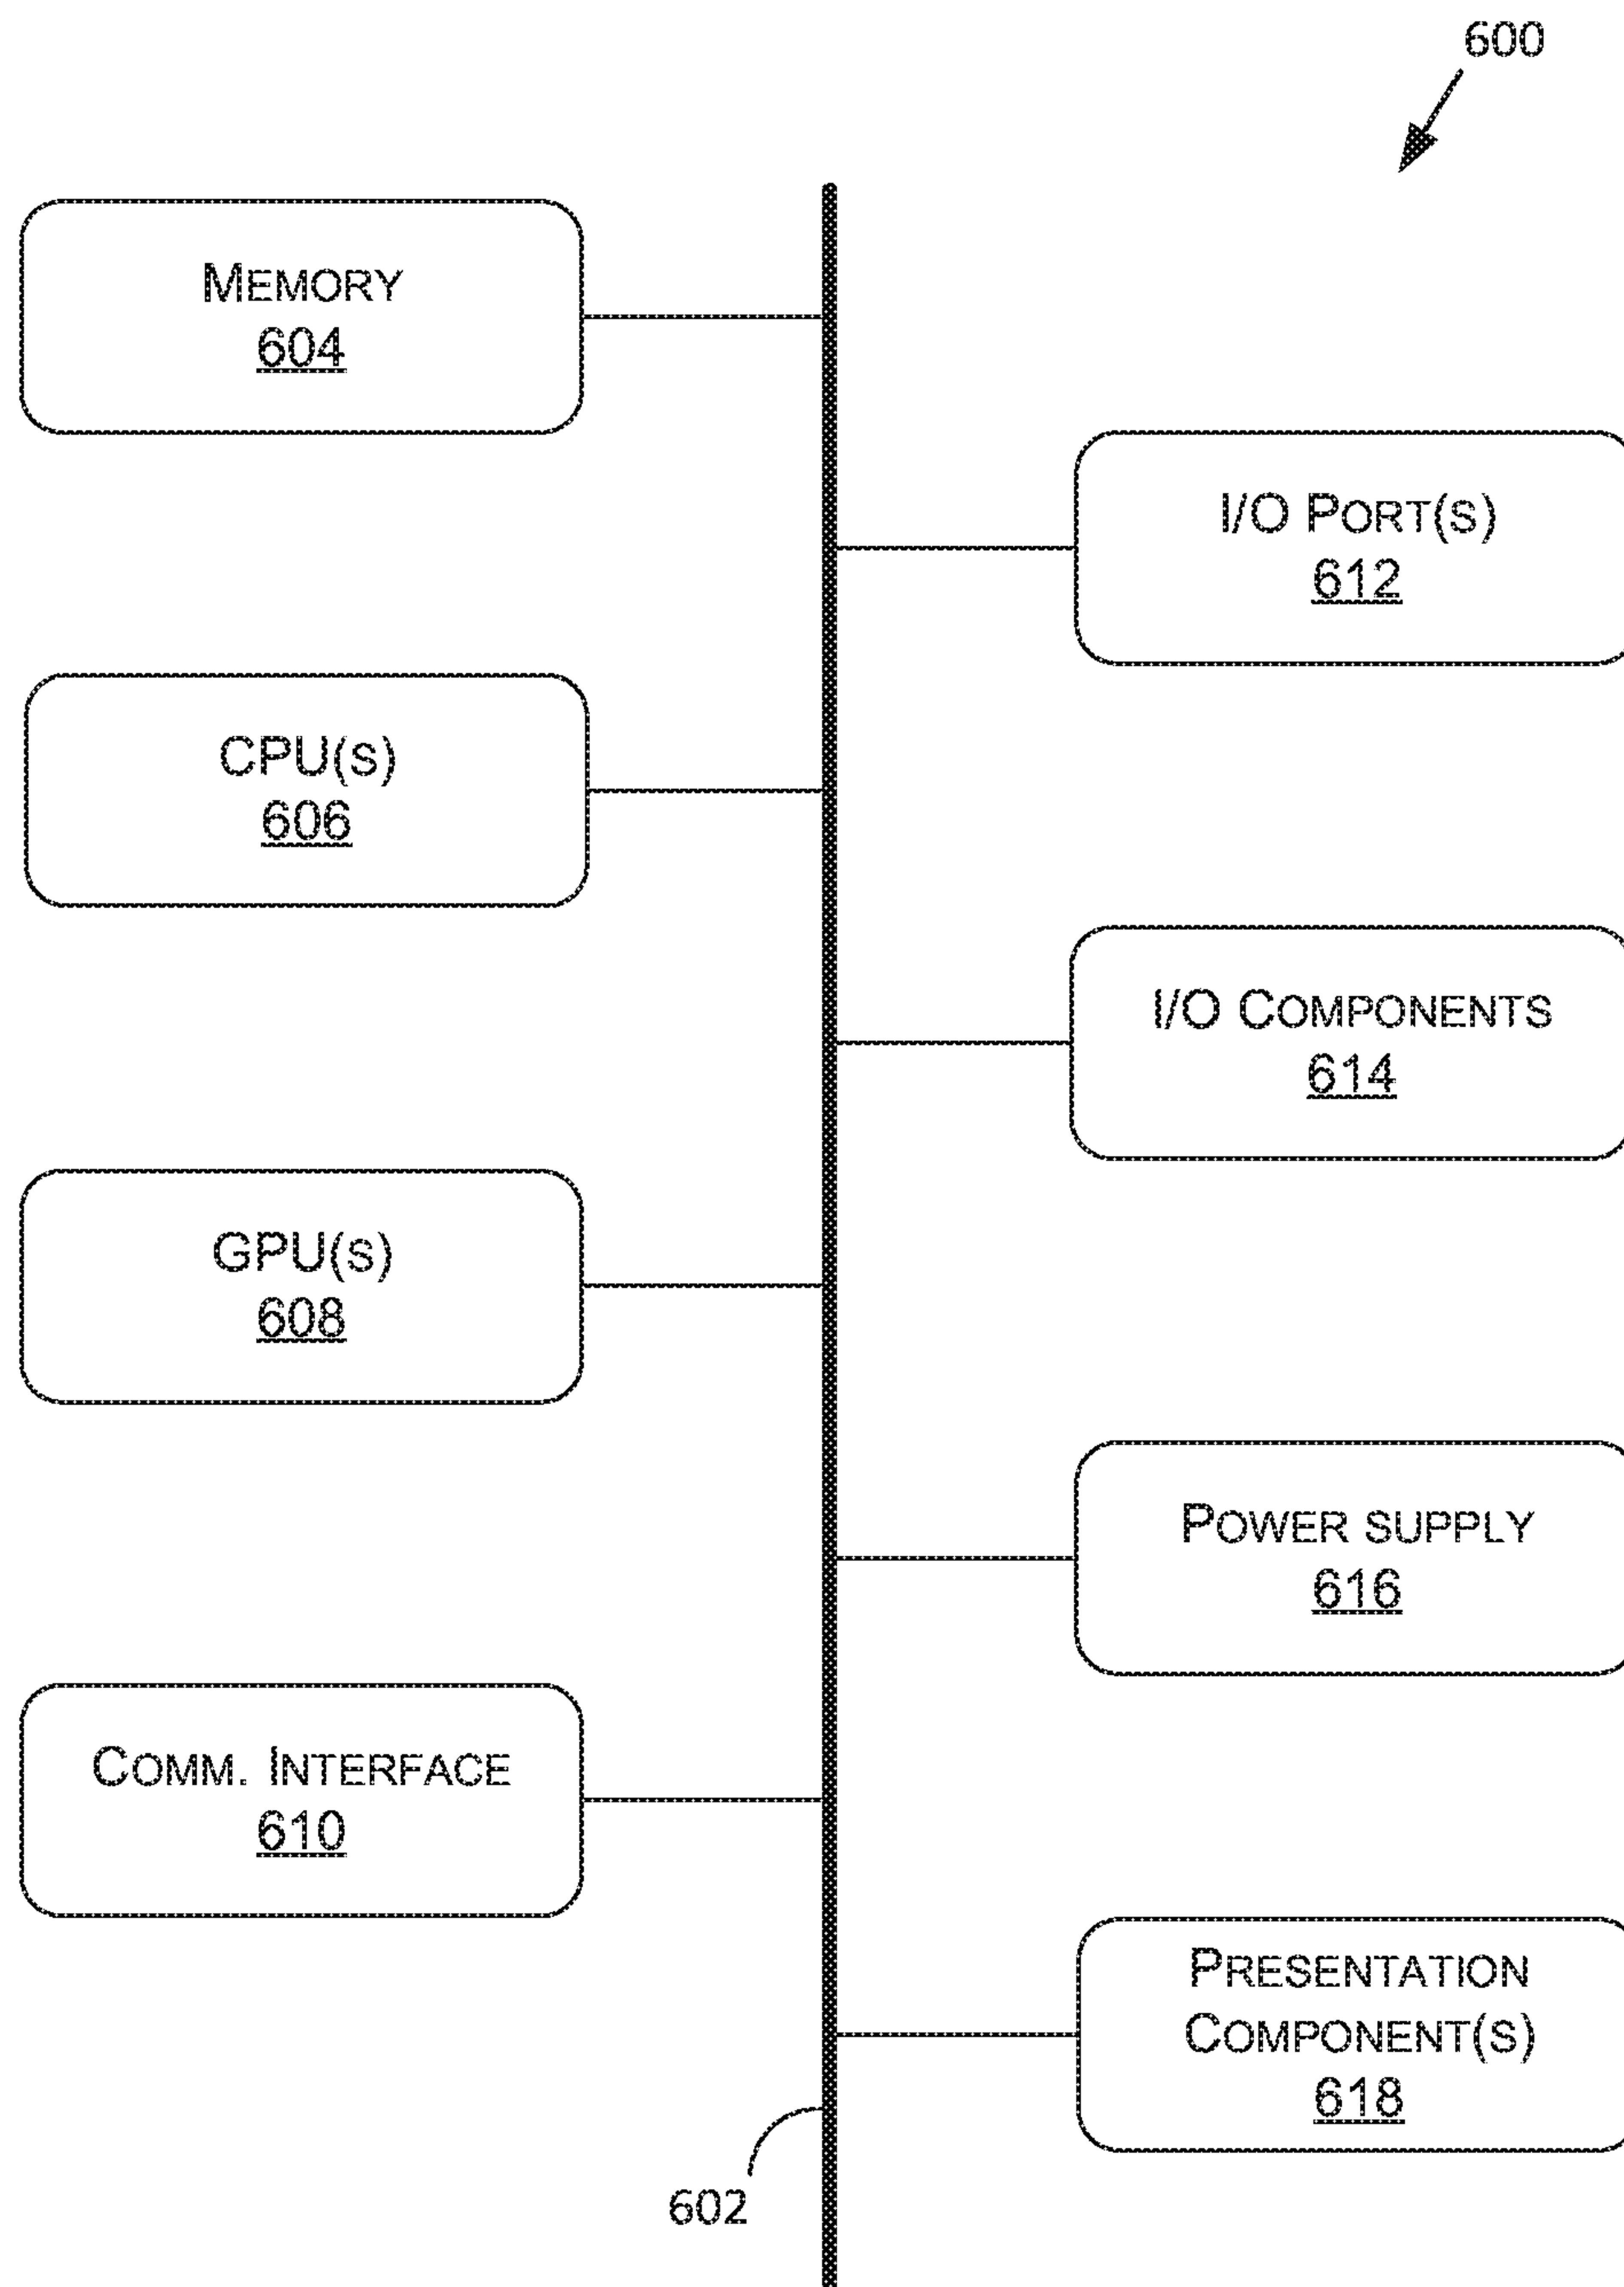 600
MEMORY
604
I/O PORT(S)
612
CPU(S)
606
I/O COMPONENTS
614
GPU(S)
608
POWER SUPPLY
616
COMM. INTERFACE
610
PRESENTATION
COMPONENT(S)
618
602